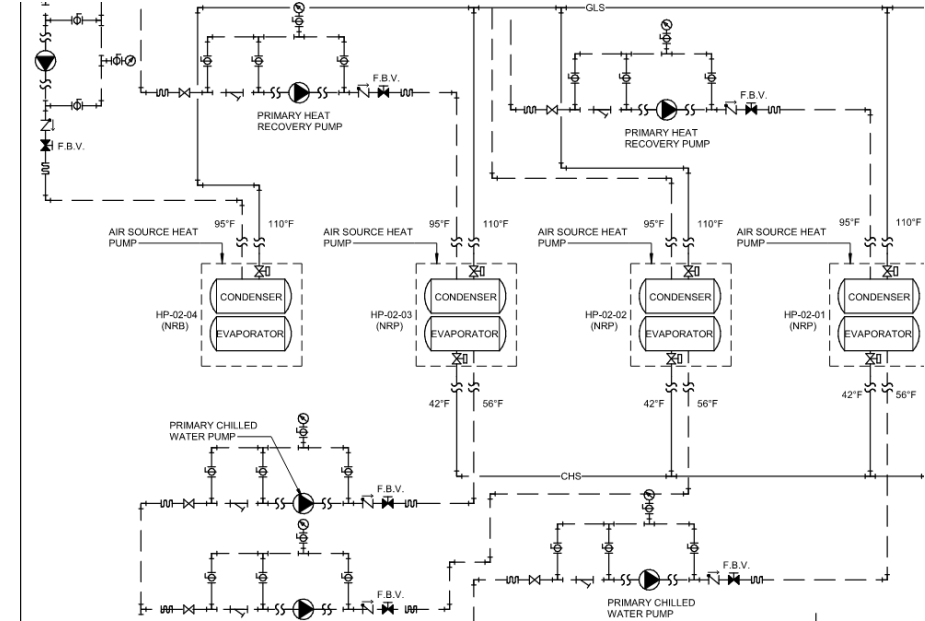 GLS
F.B.V.
F.B.V.
PRIMARY HEAT
RECOVERY PUMP
PRIMARY HEAT
RECOVERY PUMP
F.B.V.
95°F 110°F
95°F 110°F
95°F 110°F
95°F 110°F
AIR SOURCE HEAT
PUMP
AIR SOURCE HEAT
PUMP
AIR SOURCE HEAT
PUMP
AIR SOURCE HEAT
PUMP
CONDENSER
CONDENSER
CONDENSER
CONDENSER
HP-02-04
(NRB)
HP-02-03
(NRP)
HP-02-02
(NRP)
HP-02-01
(NRP)
EVAPORATOR
EVAPORATOR
EVAPORATOR
EVAPORATOR
42°F 56°F
42°F 56°F
42°F 56°F
PRIMARY CHILLED
WATER PUMP
CHS
F.B.V.
F.B.V.
F.B.V.
PRIMARY CHILLED
WATER PUMP